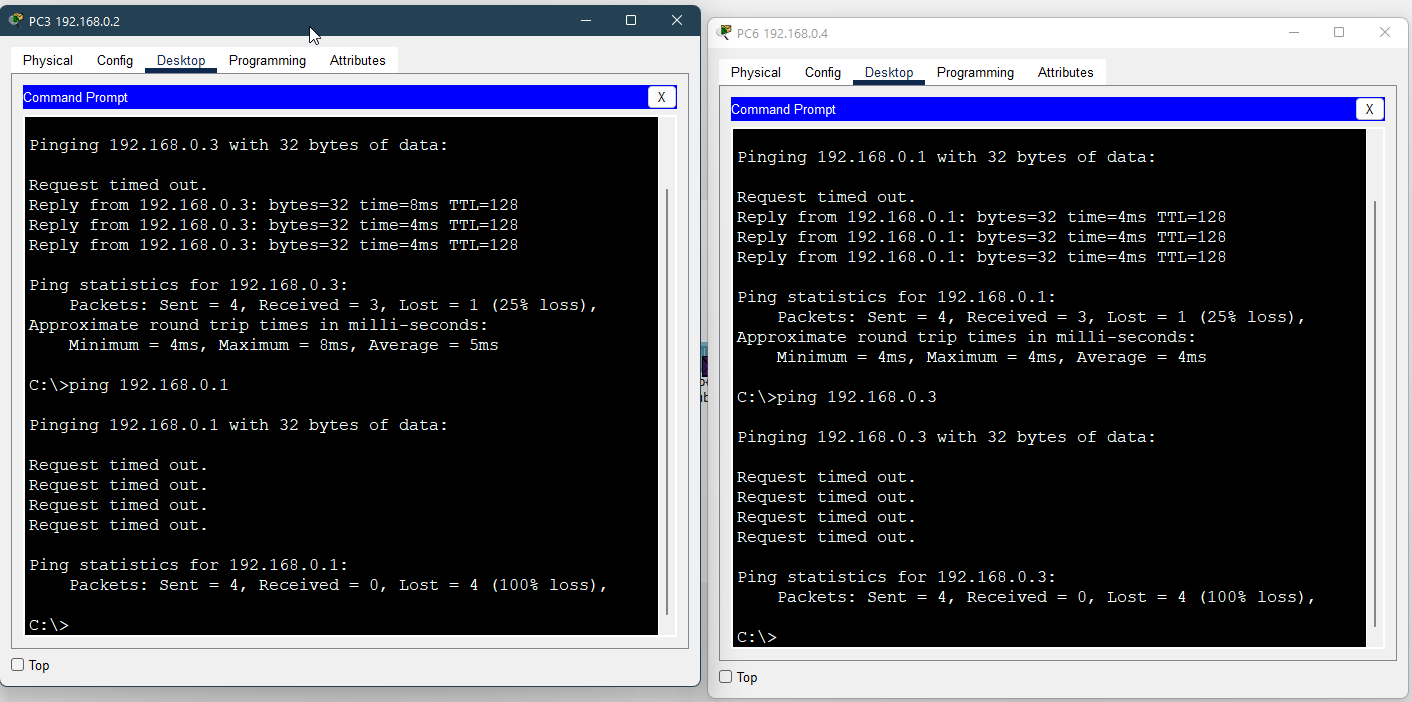 PC3 192.168.0.2
Physical Config Desktop Programming Attributes
Command Prompt X
Pinging 192.168.0.3 with 32 bytes of data:
Request timed out.
Reply from 192.168.0.3: bytes=32 time=8ms TTL=128
Reply from 192.168.0.3: bytes=32 time=4ms TTL=128
Reply from 192.168.0.3: bytes=32 time=4ms TTL=128
Ping statistics for 192.168.0.3:
Packets: Sent = 4, Received = 3, Lost = 1 (25% loss),
Approximate round trip times in milli-seconds:
Minimum = 4ms, Maximum = 8ms, Average = 5ms
C:\>ping 192.168.0.1
Pinging 192.168.0.1 with 32 bytes of data:
Request timed out.
Request timed out.
Request timed out.
Request timed out.
Ping statistics for 192.168.0.1:
Packets: Sent = 4, Received = 0, Lost = 4 (100% loss),
C:\>
Top
PC6 192.168.0.4
Physical Config Desktop Programming Attributes
Command Prompt X
Pinging 192.168.0.1 with 32 bytes of data:
Request timed out.
Reply from 192.168.0.1: bytes=32 time=4ms TTL=128
Reply from 192.168.0.1: bytes=32 time=4ms TTL=128
Reply from 192.168.0.1: bytes=32 time=4ms TTL=128
Ping statistics for 192.168.0.1:
Packets: Sent = 4, Received = 3, Lost = 1 (25% loss),
Approximate round trip times in milli-seconds:
Minimum = 4ms, Maximum = 4ms, Average = 4ms
C:\>ping 192.168.0.3
Pinging 192.168.0.3 with 32 bytes of data:
Request timed out.
Request timed out.
Request timed out.
Request timed out.
Ping statistics for 192.168.0.3:
Packets: Sent = 4, Received = 0, Lost = 4 (100% loss),
C:\>
Top